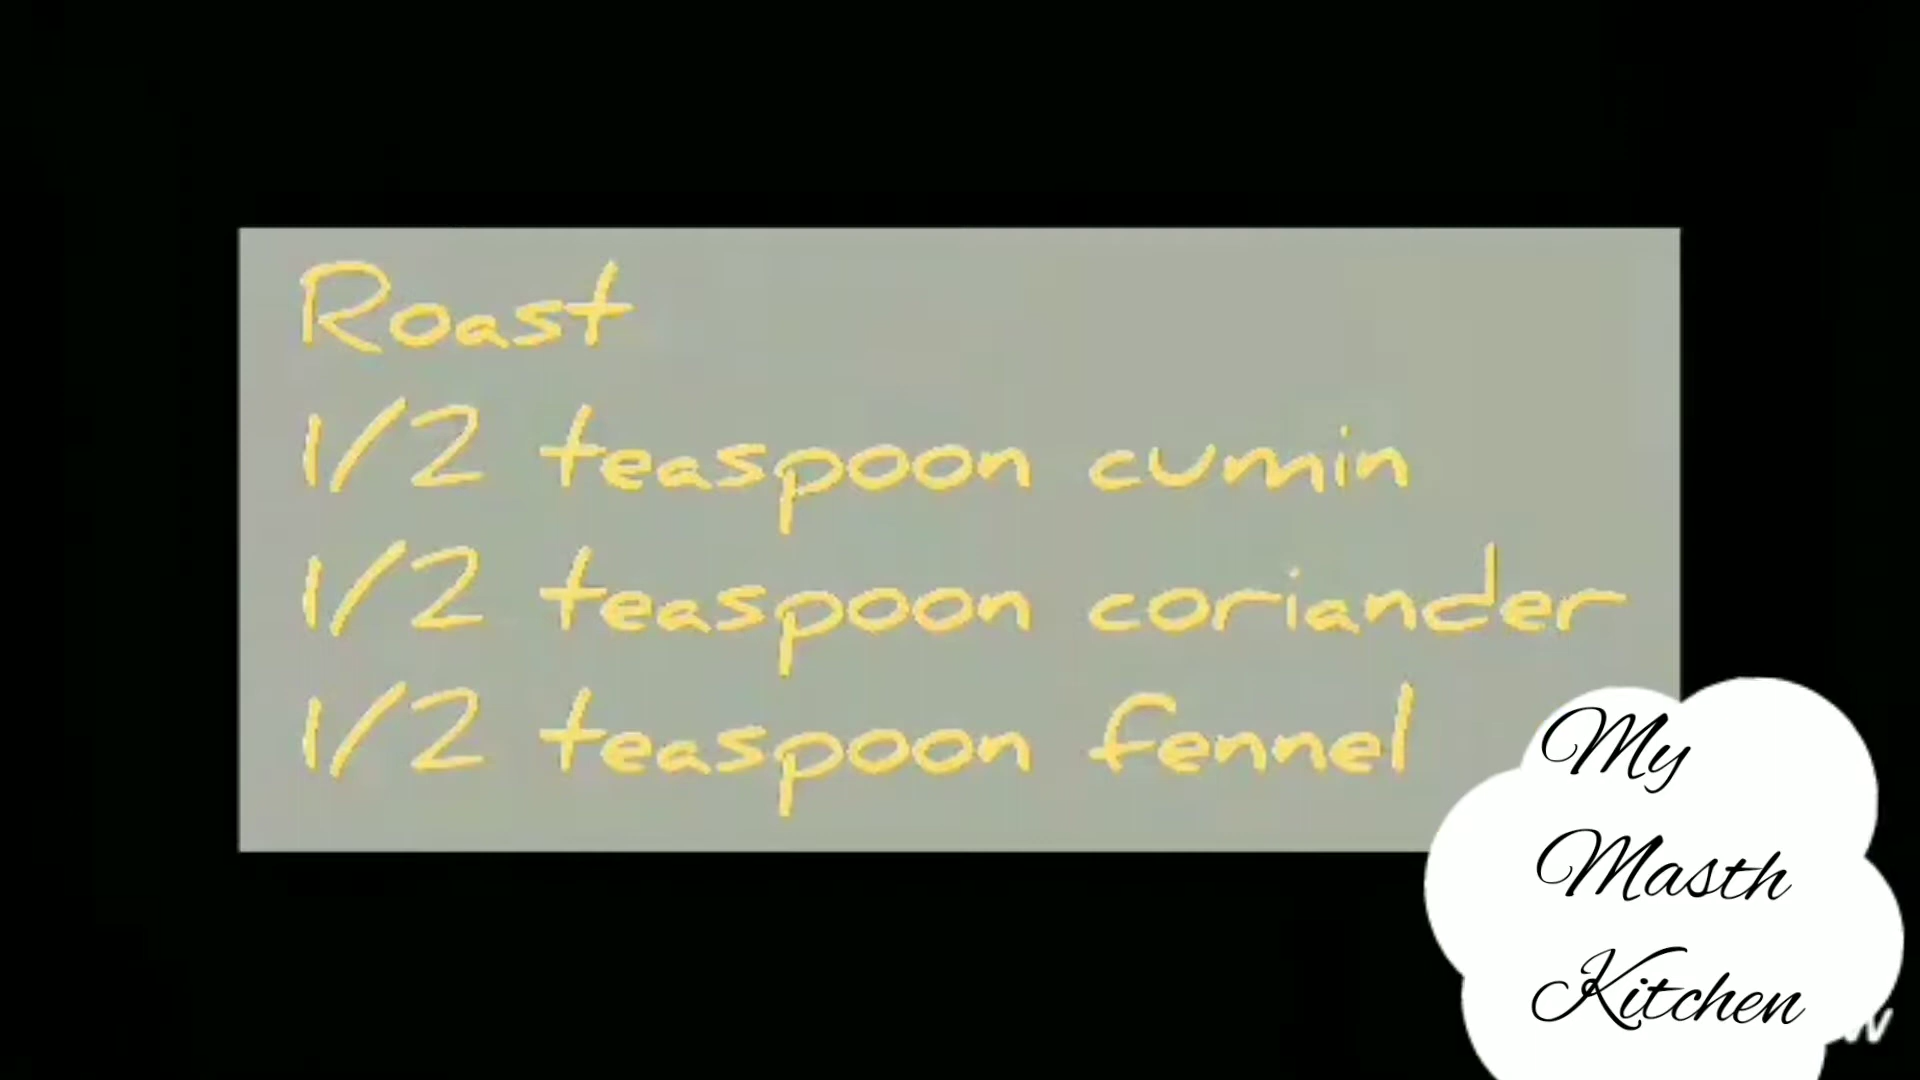 Roast
1/2 teaspoon cumin
1/2 teaspoon coriander
1/2 teaspoon fennel
My
Masth
Kitchen